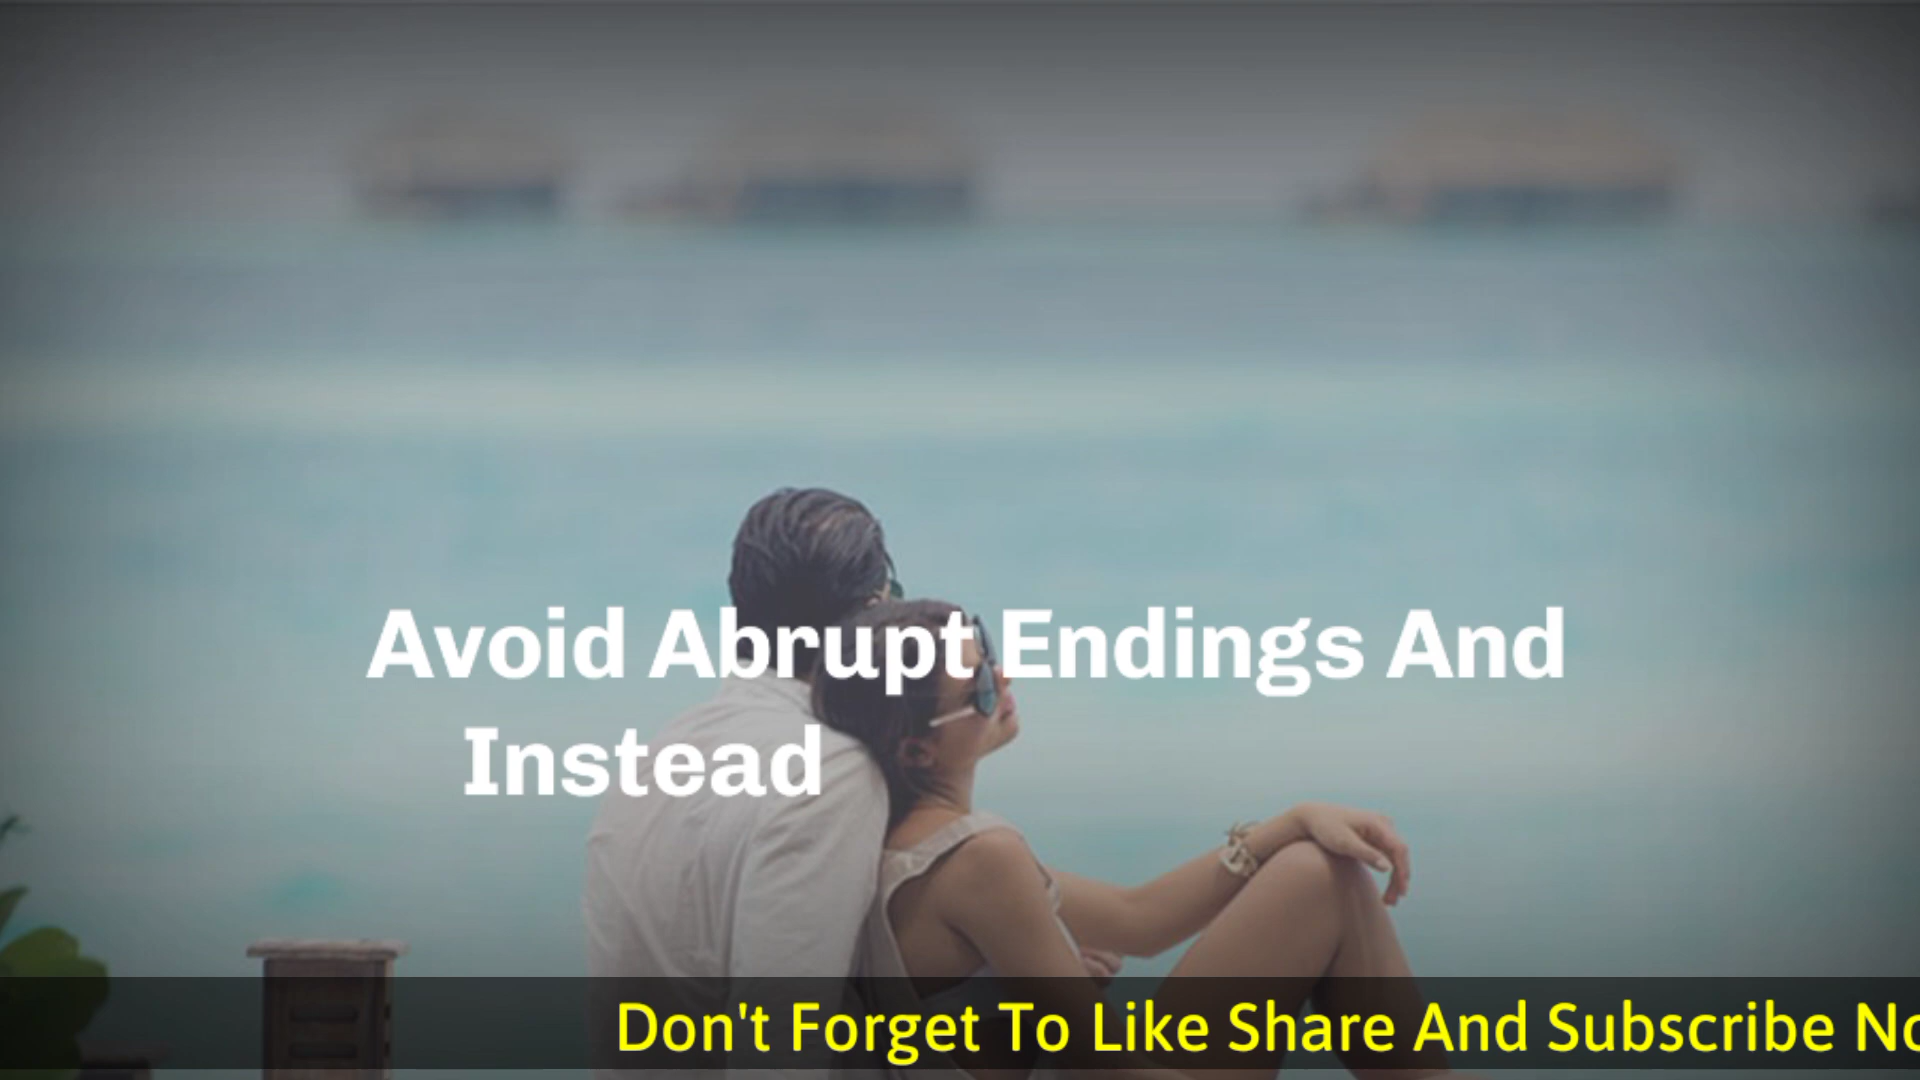 Avoid Abrupt Endings And
Instead
Don't Forget To Like Share And Subscribe